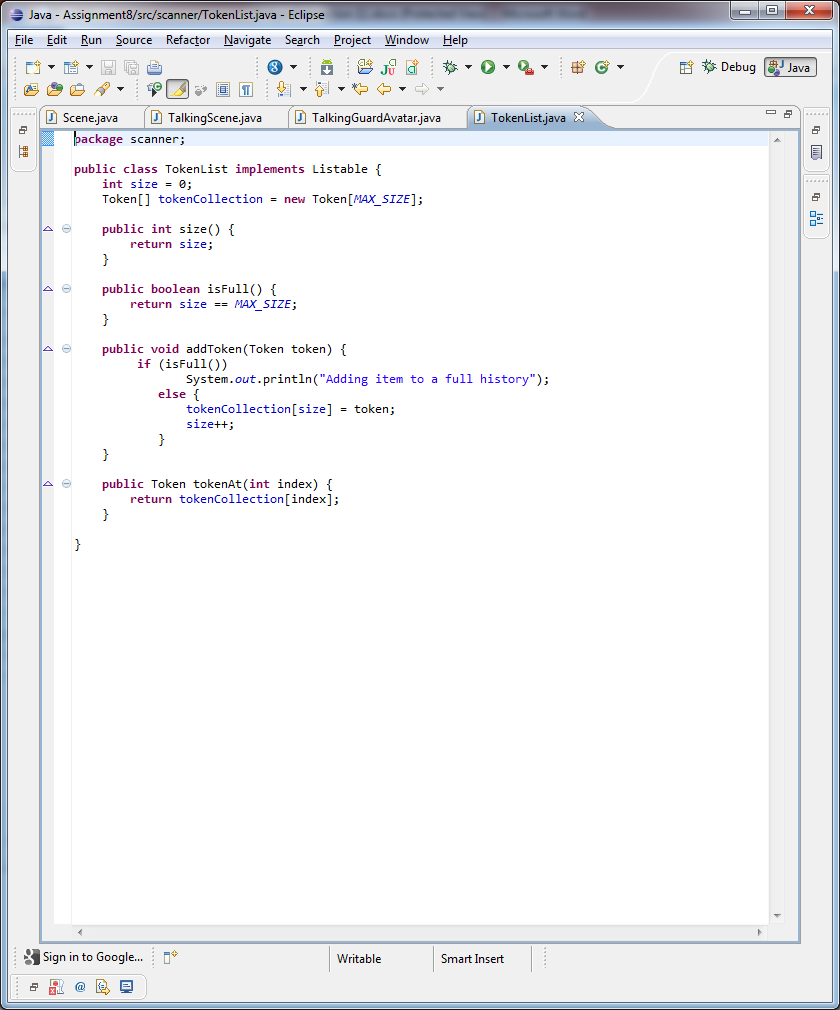 Java - Assignment8/src/scanner/TokenList.java - Eclipse
File Edit Run Source Refactor Navigate Search Project Window Help
Debug Java
Scene.java TalkingScene.java TalkingGuardAvatar.java TokenList.java
package scanner;
public class TokenList implements Listable {
int size = 0;
Token[] tokenCollection = new Token[MAX_SIZE];
public int size() {
return size;
}
public boolean isFull() {
return size == MAX_SIZE;
}
public void addToken(Token token) {
if (isFull())
System.out.println("Adding item to a full history");
else {
tokenCollection[size] = token;
size++;
}
}
public Token tokenAt(int index) {
return tokenCollection[index];
}
}
Sign in to Google... Writable Smart Insert